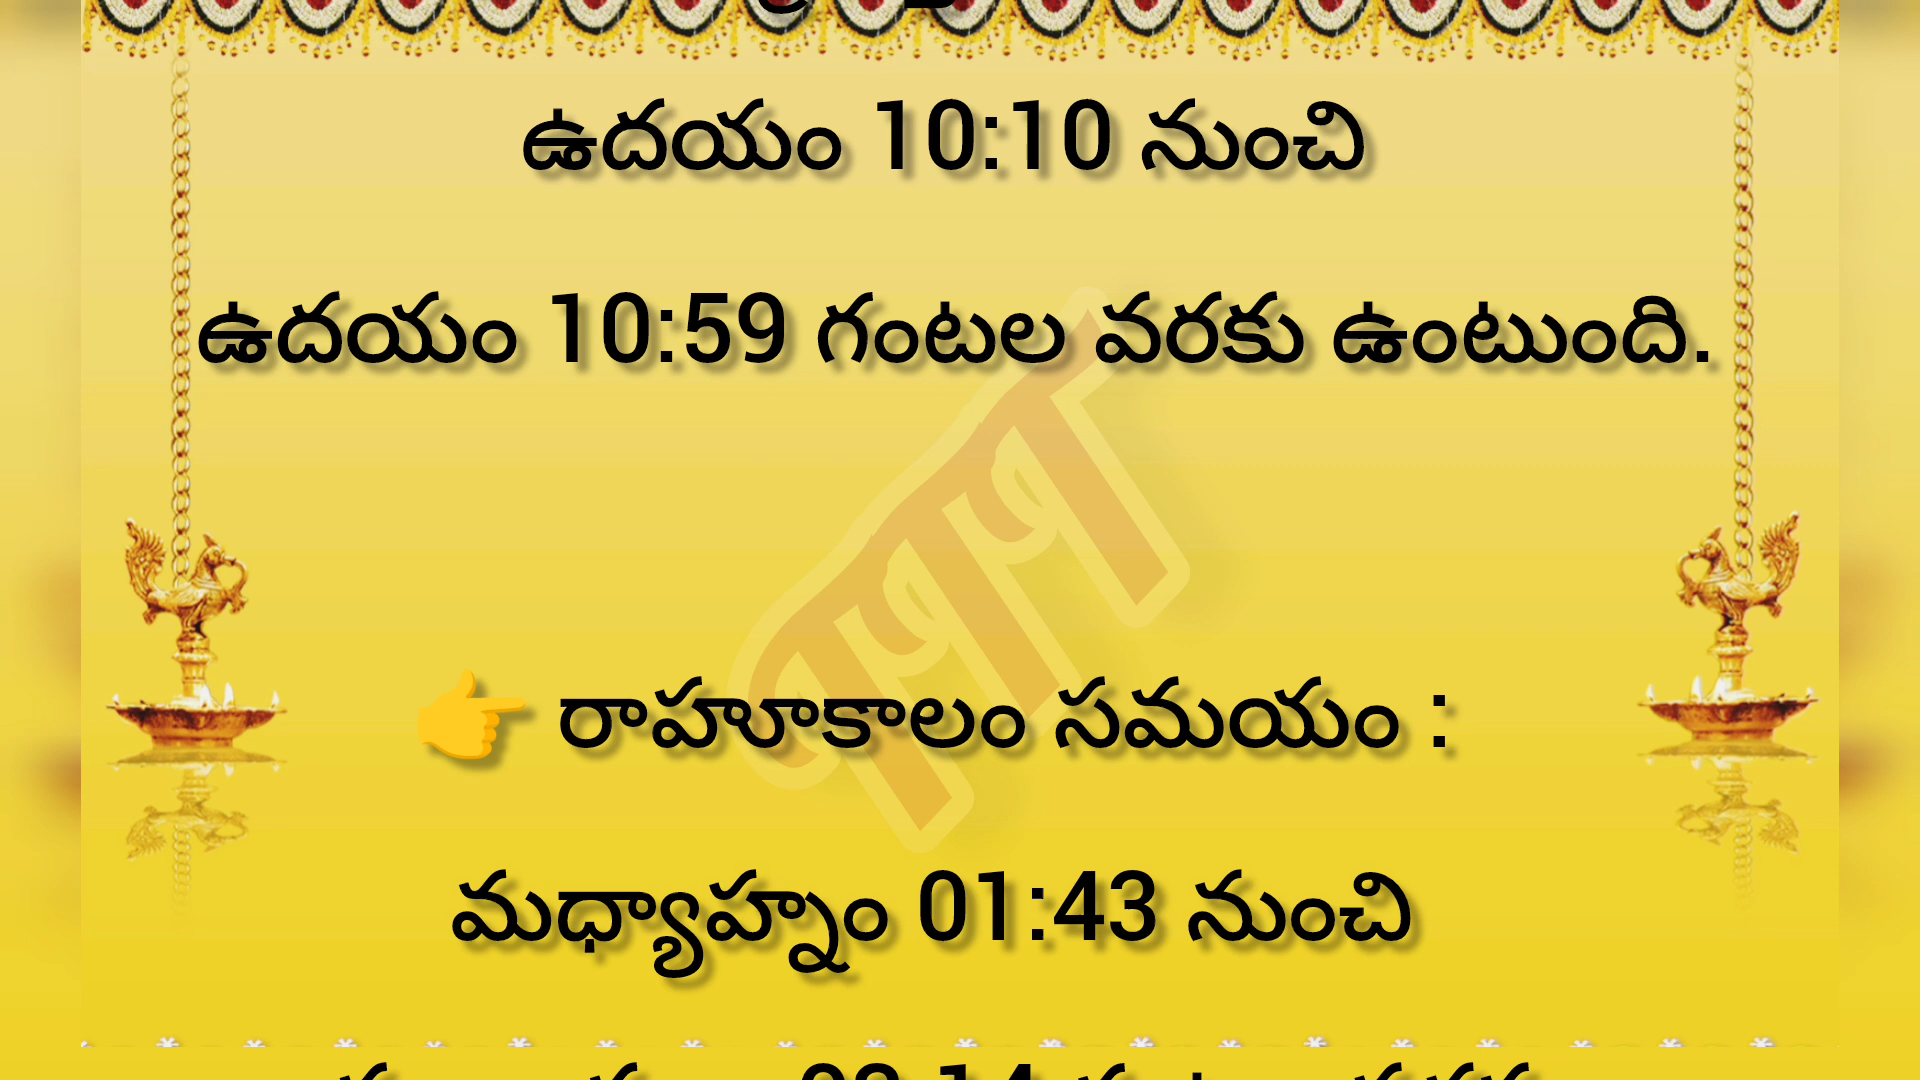 ఉదయం 10:10 నుంచి
ఉదయం 10:59 గంటల వరకు ఉంటుంది.
👉 రాహూకాలం సమయం :
మధ్యాహ్నం 01:43 నుంచి